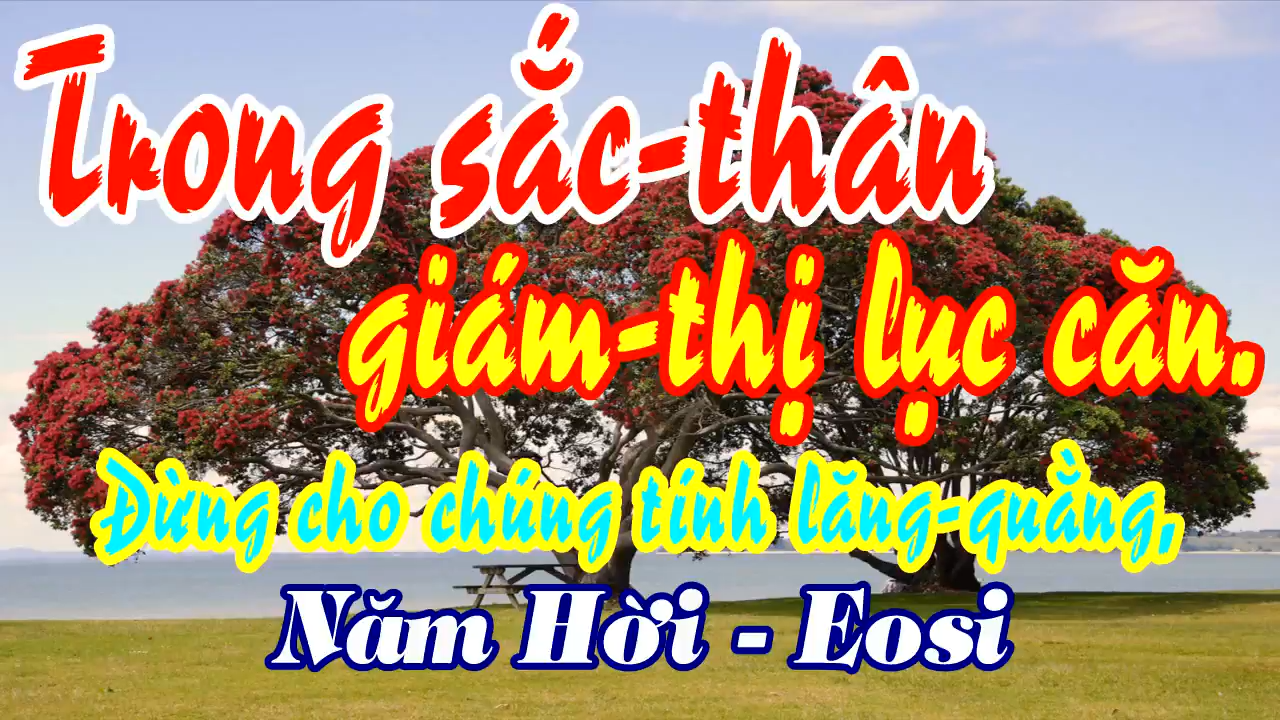 Trong sắc-thân
giám-thị lục căn.
Đừng cho chúng tính lăng-quằng,
Năm Hời - Eosi